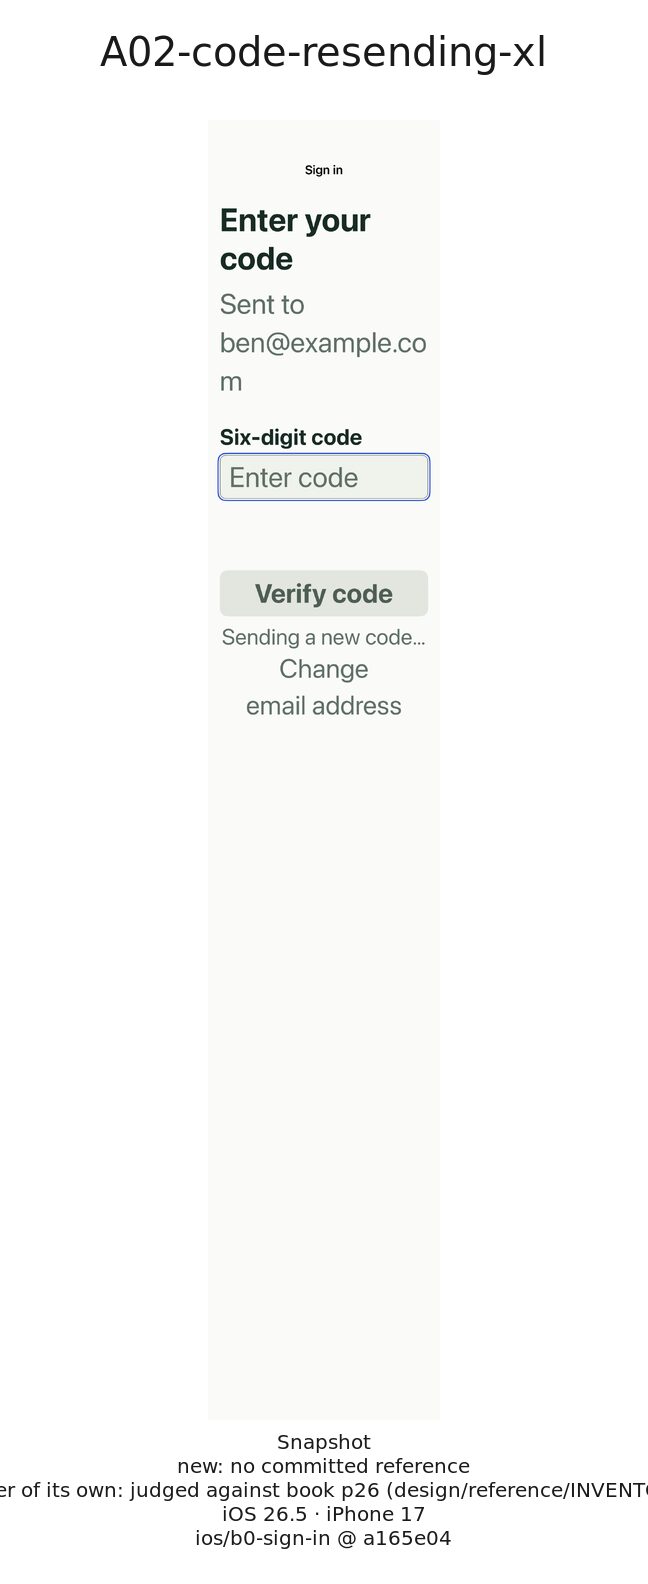 A02-code-resending-xl
Sign in
Enter your
code
Sent to
ben@example.co
m
Six-digit code
Enter code
Verify code
Sending a new code…
Change
email address
Snapshot
new: no committed reference
of its own: judged against book p26 (design/reference/
iOS 26.5 · iPhone 17
ios/b0-sign-in @ a165e04